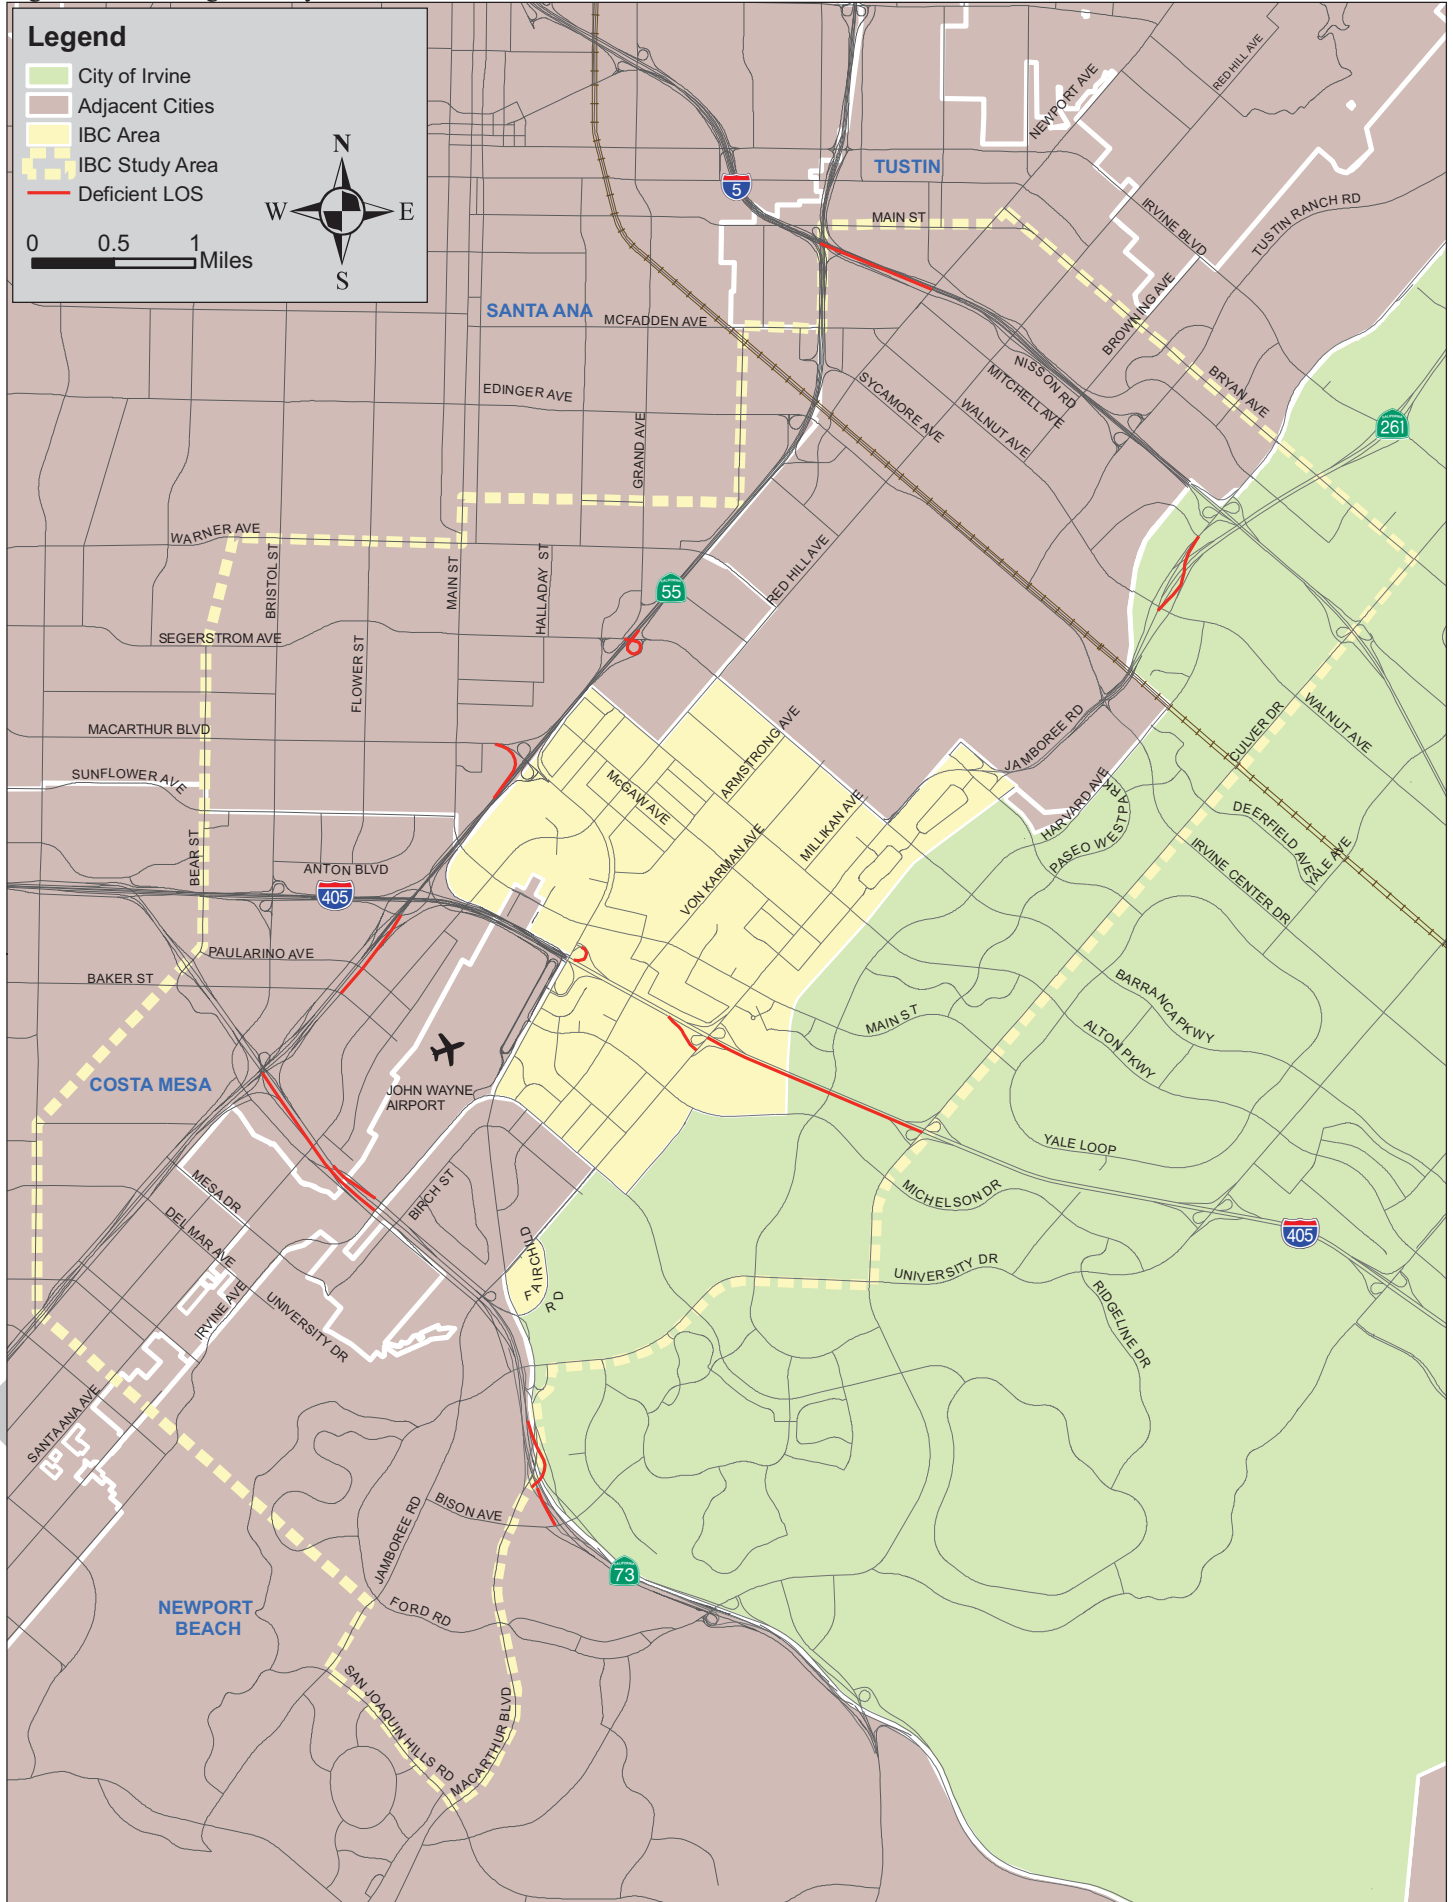 Legend
City of Irvine
Adjacent Cities
IBC Area
IBC Study Area
Deficient LOS
N
W
E
S
0 0.5 1
Miles
NEWPORT AVE
RED HILL AVE
TUSTIN
5
MAIN ST
IRVINE BLVD
TUSTIN RANCH RD
SANTA ANA
MCFADDEN AVE
BROWNING AVE
EDINGER AVE
GRAND AVE
SYCAMORE AVE
WALNUT AVE
MITCHELL AVE
NISSON RD
BRYAN AVE
CALIFORNIA
261
WARNER AVE
BRISTOL ST
MAIN ST
HALLADAY ST
CALIFORNIA
55
RED HILL AVE
SEGERSTROM AVE
FLOWER ST
MACARTHUR BLVD
SUNFLOWER AVE
McGAW AVE
ARMSTRONG AVE
JAMBOREE RD
CULVER DR
WALNUT AVE
HARVARD AVE
PASEO WESTPARK
DEERFIELD AVE
YALE AVE
IRVINE CENTER DR
BEAR ST
ANTON BLVD
405
VON KARMAN AVE
MILLIKAN AVE
PAULARINO AVE
BAKER ST
MAIN ST
BARRANCA PKWY
ALTON PKWY
COSTA MESA
JOHN WAYNE
AIRPORT
YALE LOOP
MESA DR
BIRCH ST
MICHELSON DR
DEL MAR AVE
FAIRCHILD
RD
405
UNIVERSITY DR
IRVINE AVE
UNIVERSITY DR
RIDGELINE DR
SANTA ANA AVE
JAMBOREE RD
BISON AVE
CALIFORNIA
73
NEWPORT
BEACH
FORD RD
SAN JOAQUIN HILLS RD
MACARTHUR BLVD